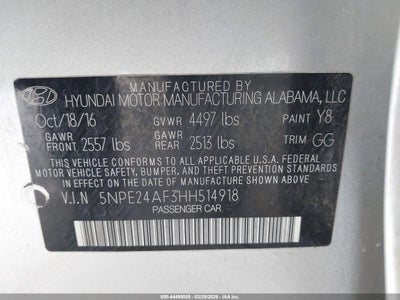 MANUFACTURED BY
HYUNDAI MOTOR MANUFACTURING ALABAMA, LLC
Oct/18/16 GVWR 4497 lbs PAINT Y8
GAWR FRONT 2557 lbs GAWR REAR 2513 lbs TRIM GG
THIS VEHICLE CONFORMS TO ALL APPLICABLE U.S. FEDERAL
MOTOR VEHICLE SAFETY, BUMPER, AND THEFT PREVENTION
STANDARDS IN EFFECT ON THE DATE OF MANUFACTURE SHOWN ABOVE.
V.I.N 5NPE24AF3HH514918
PASSENGER CAR